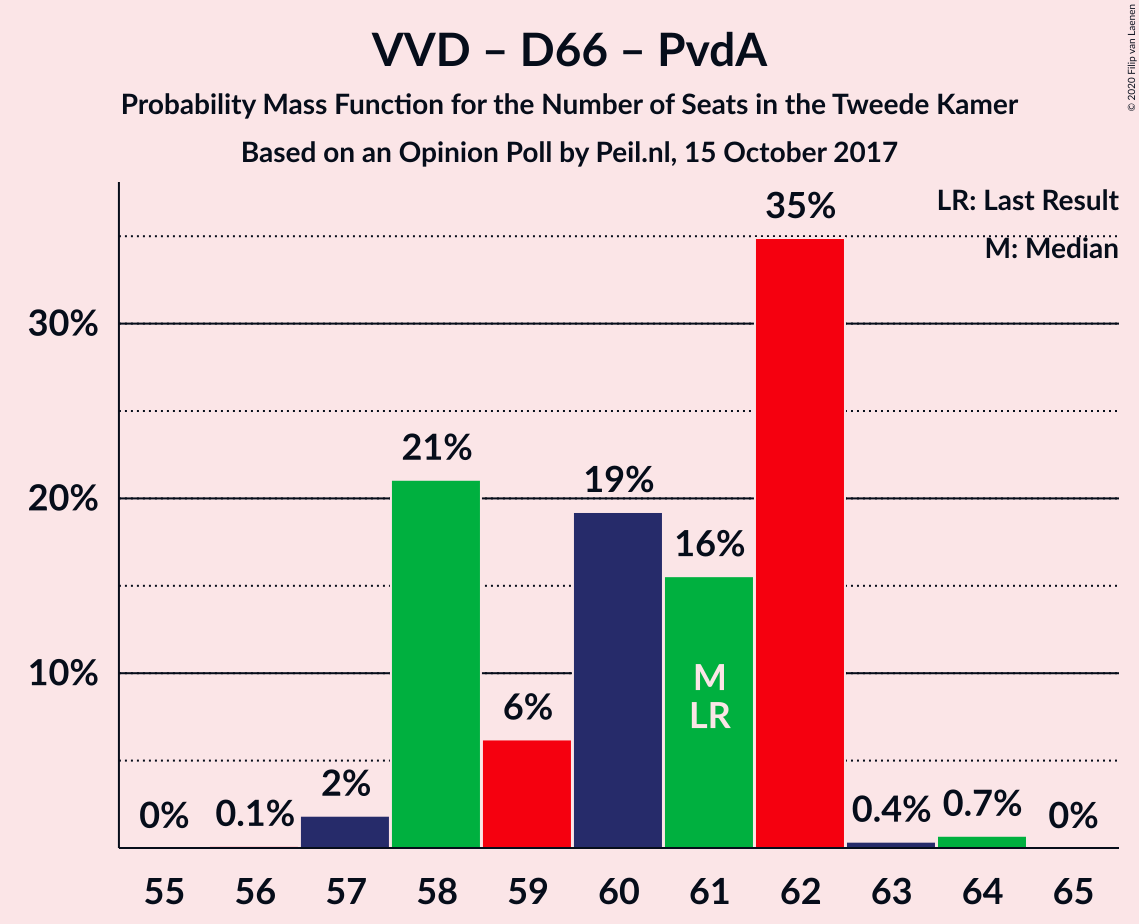 VVD – D66 – PvdA
Probability Mass Function for the Number of Seats in the Tweede Kamer
Based on an Opinion Poll by Peil.nl, 15 October 2017
© 2020 Filip van Laenen
LR: Last Result
M: Median
35%
30%
21%
19%
20%
16%
10%
M
LR
6%
2%
0%
0.1%
0.4%
0.7%
0%
55 56 57 58 59 60 61 62 63 64 65